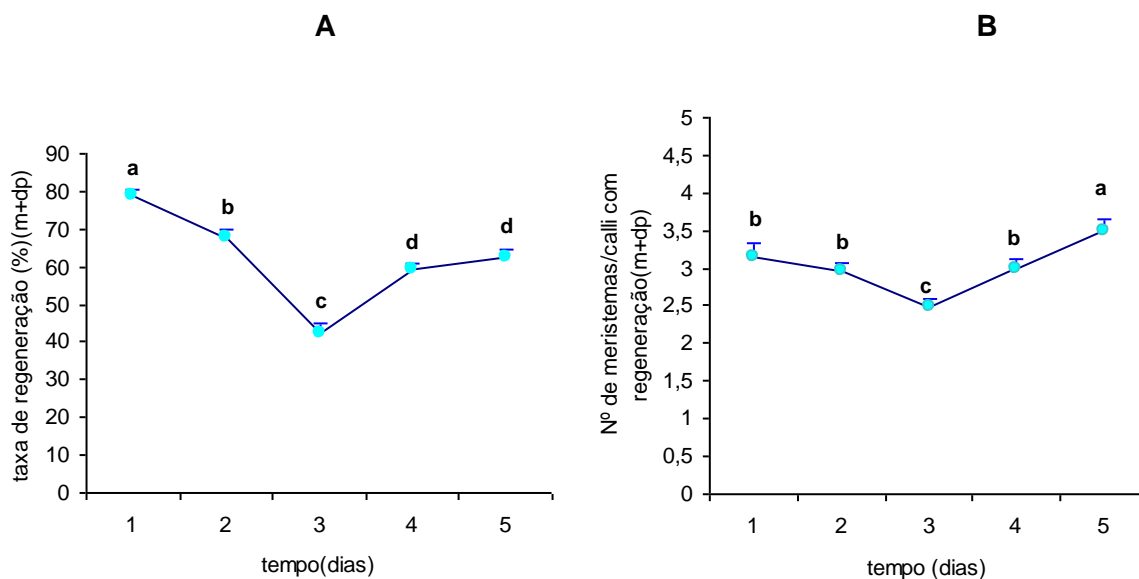 A
taxa de regeneração (%)(m+dp)
90
80
70
60
50
40
30
20
10
0
a
b
c
d
d
1 2 3 4 5
tempo(dias)
B
Nº de meristemas/calli com
regeneração(m+dp)
5
4,5
4
3,5
3
2,5
2
1,5
1
0,5
0
b
b
c
b
a
1 2 3 4 5
tempo (dias)